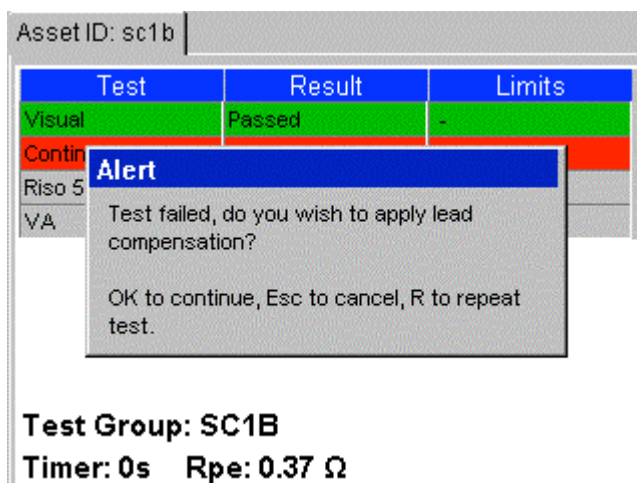 Asset ID: sc1b
Test Result Limits
Visual Passed -
Contin
Riso 5
VA
Alert
Test failed, do you wish to apply lead
compensation?
OK to continue, Esc to cancel, R to repeat
test.
Test Group: SC1B
Timer: 0s Rpe: 0.37 Ω